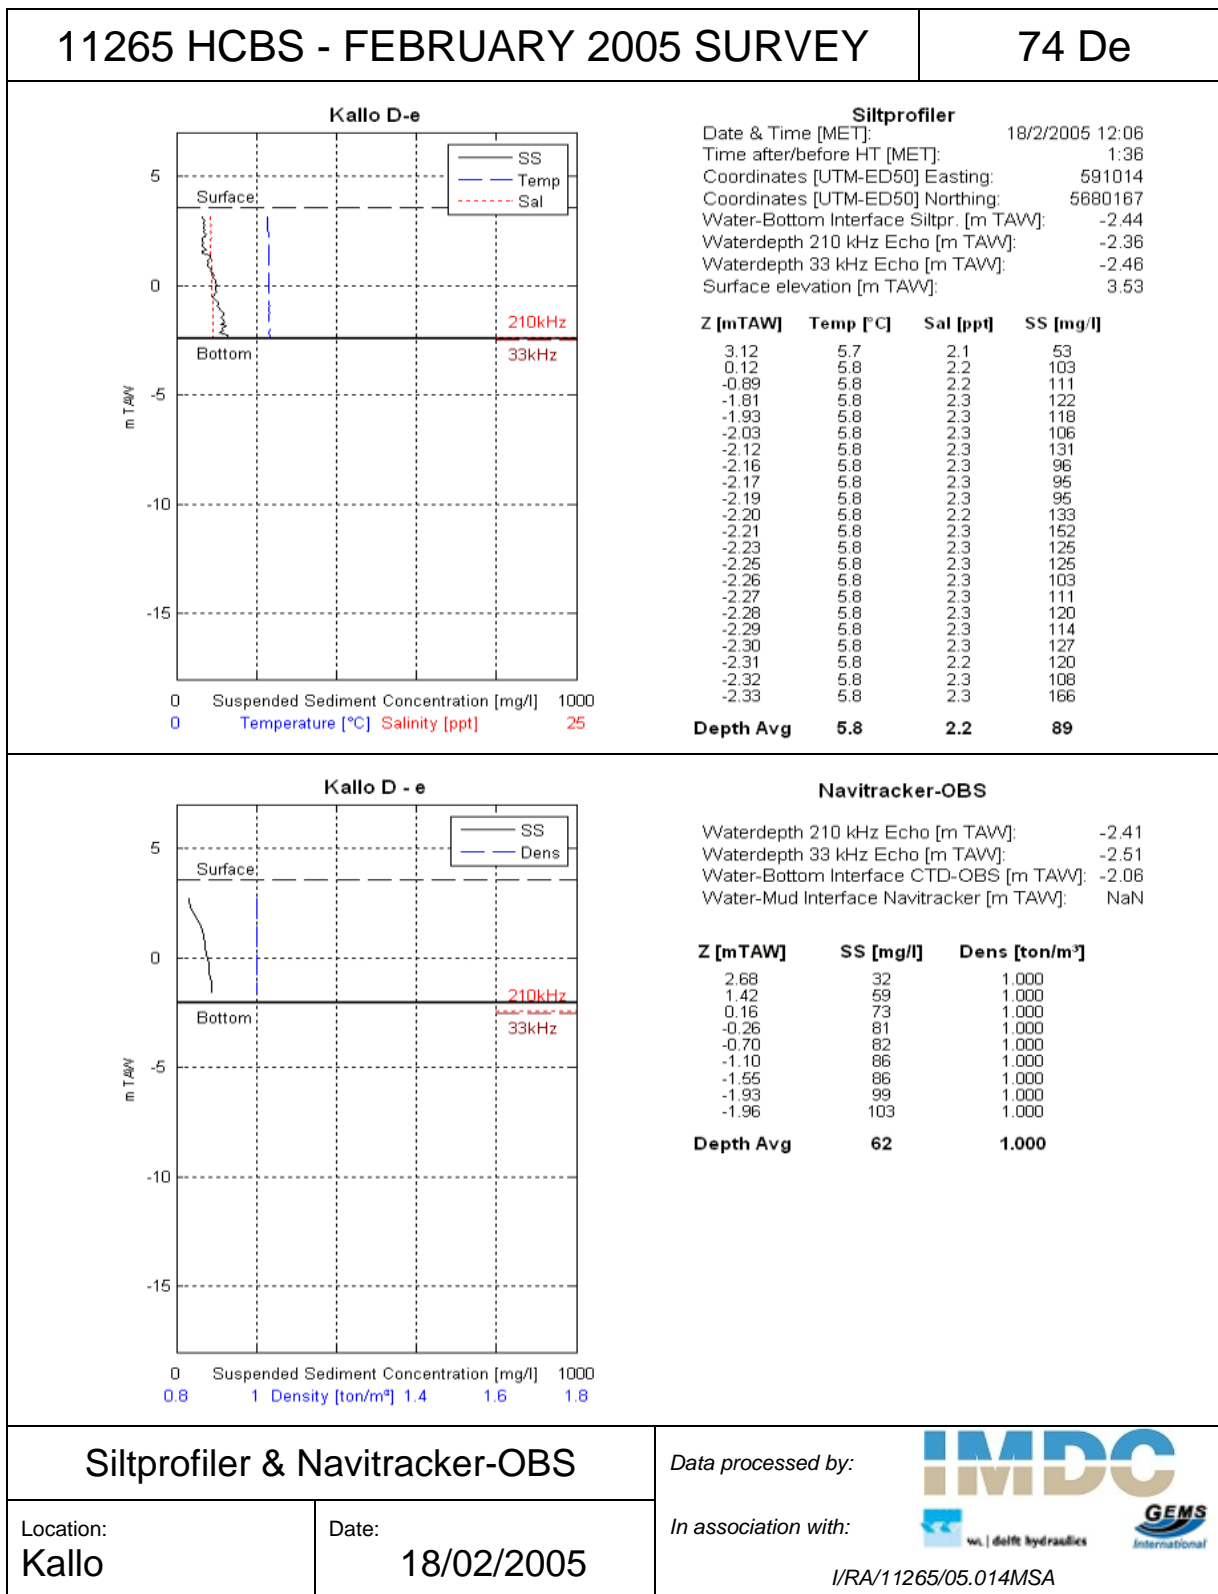 11265 HCBS - FEBRUARY 2005 SURVEY
74 De
Kallo D-e
SS
Temp
Sal
5
0
-5
-10
-15
Surface
Bottom
210kHz
33kHz
m TAW
0 Suspended Sediment Concentration [mg/l] 1000
0 Temperature [°C] Salinity [ppt] 25
Siltprofiler
Date & Time [MET]: 18/2/2005 12:06
Time after/before HT [MET]: 1:36
Coordinates [UTM-ED50] Easting: 591014
Coordinates [UTM-ED50] Northing: 5680167
Water-Bottom Interface Siltpr. [m TAW]: -2.44
Waterdepth 210 kHz Echo [m TAW]: -2.36
Waterdepth 33 kHz Echo [m TAW]: -2.46
Surface elevation [m TAW]: 3.53
Z [mTAW] Temp [°C] Sal [ppt] SS [mg/l]
3.12 5.7 2.1 53
0.12 5.8 2.2 103
-0.89 5.8 2.2 111
-1.81 5.8 2.3 122
-1.93 5.8 2.3 118
-2.03 5.8 2.3 106
-2.12 5.8 2.3 131
-2.16 5.8 2.3 96
-2.17 5.8 2.3 95
-2.19 5.8 2.3 95
-2.20 5.8 2.2 133
-2.21 5.8 2.3 152
-2.23 5.8 2.3 125
-2.25 5.8 2.3 125
-2.26 5.8 2.3 103
-2.27 5.8 2.3 111
-2.28 5.8 2.3 120
-2.29 5.8 2.3 114
-2.30 5.8 2.3 127
-2.31 5.8 2.2 120
-2.32 5.8 2.3 108
-2.33 5.8 2.3 166
Depth Avg 5.8 2.2 89
Kallo D - e
SS
Dens
5
0
-5
-10
-15
Surface
Bottom
210kHz
33kHz
m TAW
0 Suspended Sediment Concentration [mg/l] 1000
0.8 1 Density [ton/m³] 1.4 1.6 1.8
Navitracker-OBS
Waterdepth 210 kHz Echo [m TAW]: -2.41
Waterdepth 33 kHz Echo [m TAW]: -2.51
Water-Bottom Interface CTD-OBS [m TAW]: -2.06
Water-Mud Interface Navitracker [m TAW]: NaN
Z [mTAW] SS [mg/l] Dens [ton/m³]
2.68 32 1.000
1.42 59 1.000
0.16 73 1.000
-0.26 81 1.000
-0.70 82 1.000
-1.10 86 1.000
-1.55 86 1.000
-1.93 99 1.000
-1.96 103 1.000
Depth Avg 62 1.000
Siltprofiler & Navitracker-OBS
Location:
Kallo
Date:
18/02/2005
Data processed by:
IMDC
In association with:
wL | delft hydraulics
GEMS
International
I/RA/11265/05.014MSA